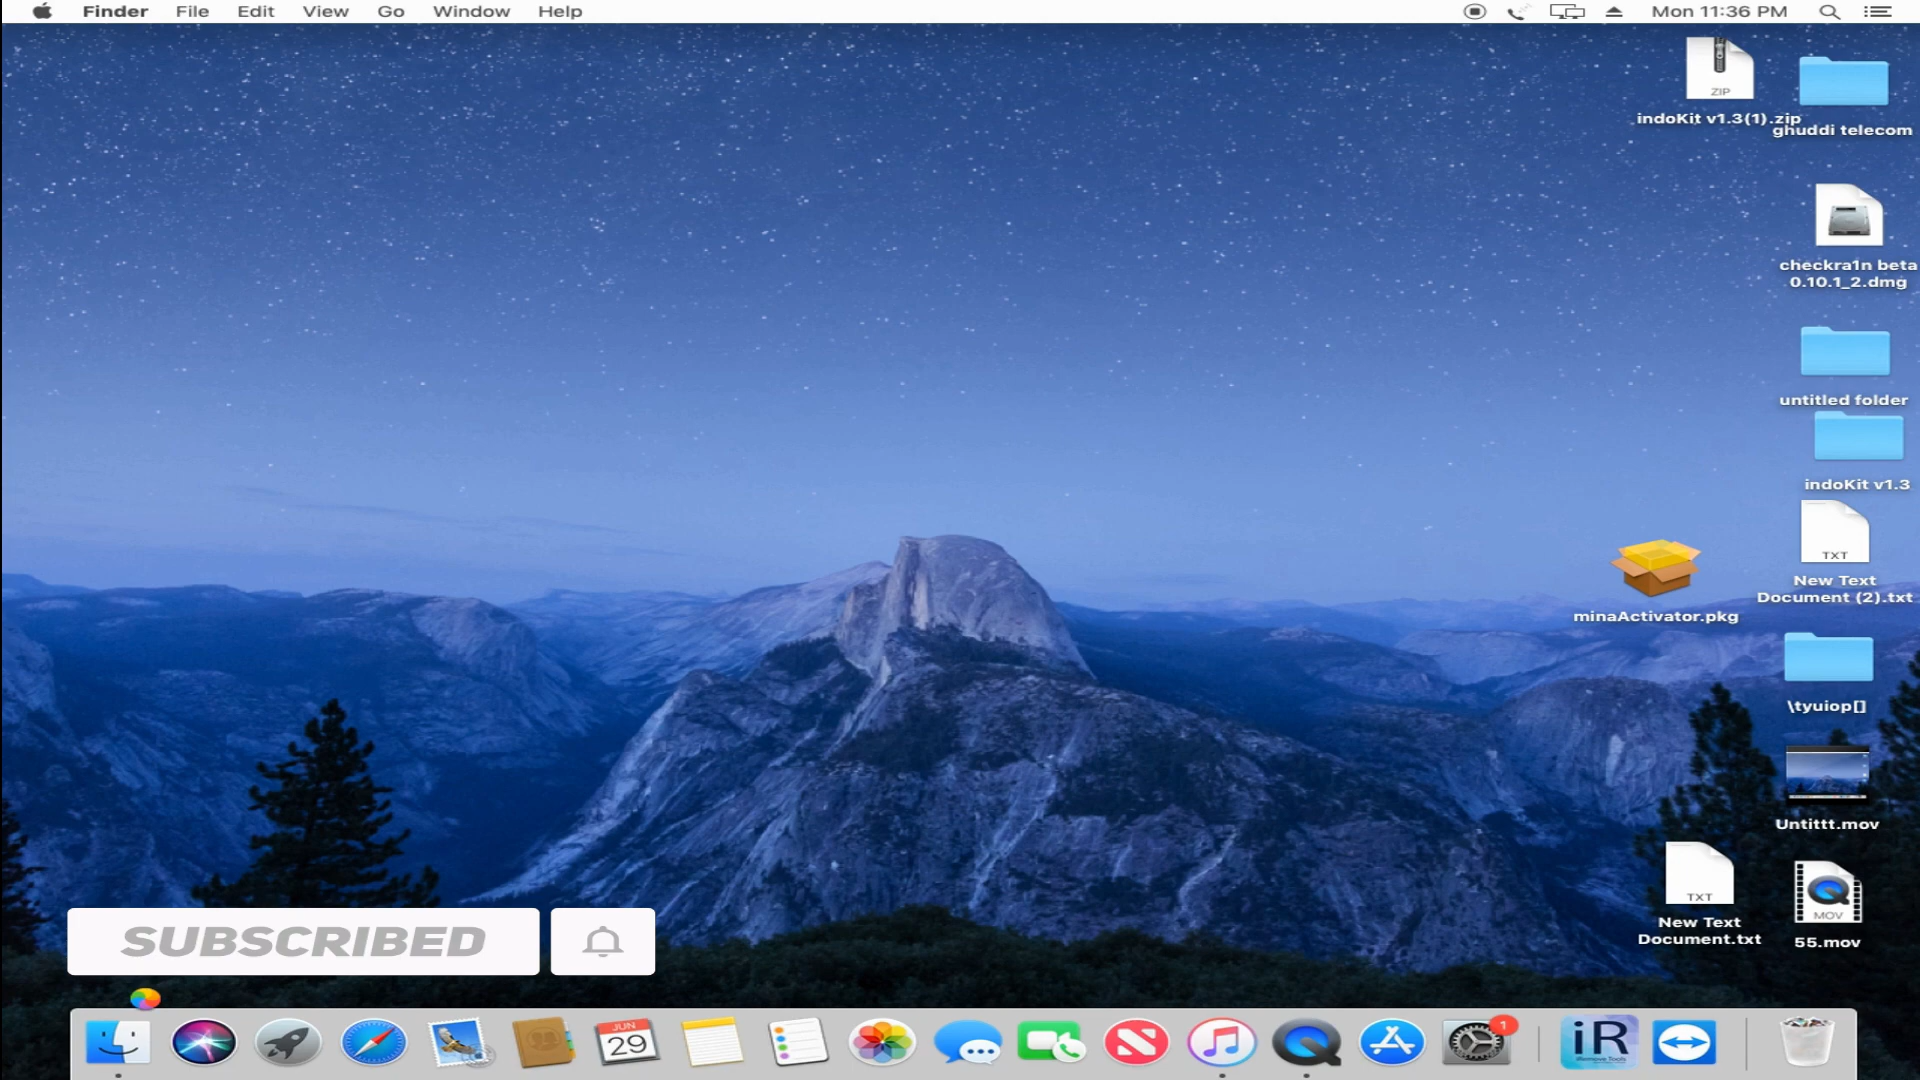 Finder File Edit View Go Window Help Mon 11:36 PM
ZIP
indoKit v1.3(1).zip
ghuddi telecom
checkra1n beta
0.10.1_2.dmg
untitled folder
indoKit v1.3
TXT
New Text
Document (2).txt
minaActivator.pkg
\tyuiop[]
Untittt.mov
TXT
New Text
Document.txt
MOV
55.mov
SUBSCRIBED
JUN
29
1
iR
iRemove Tools